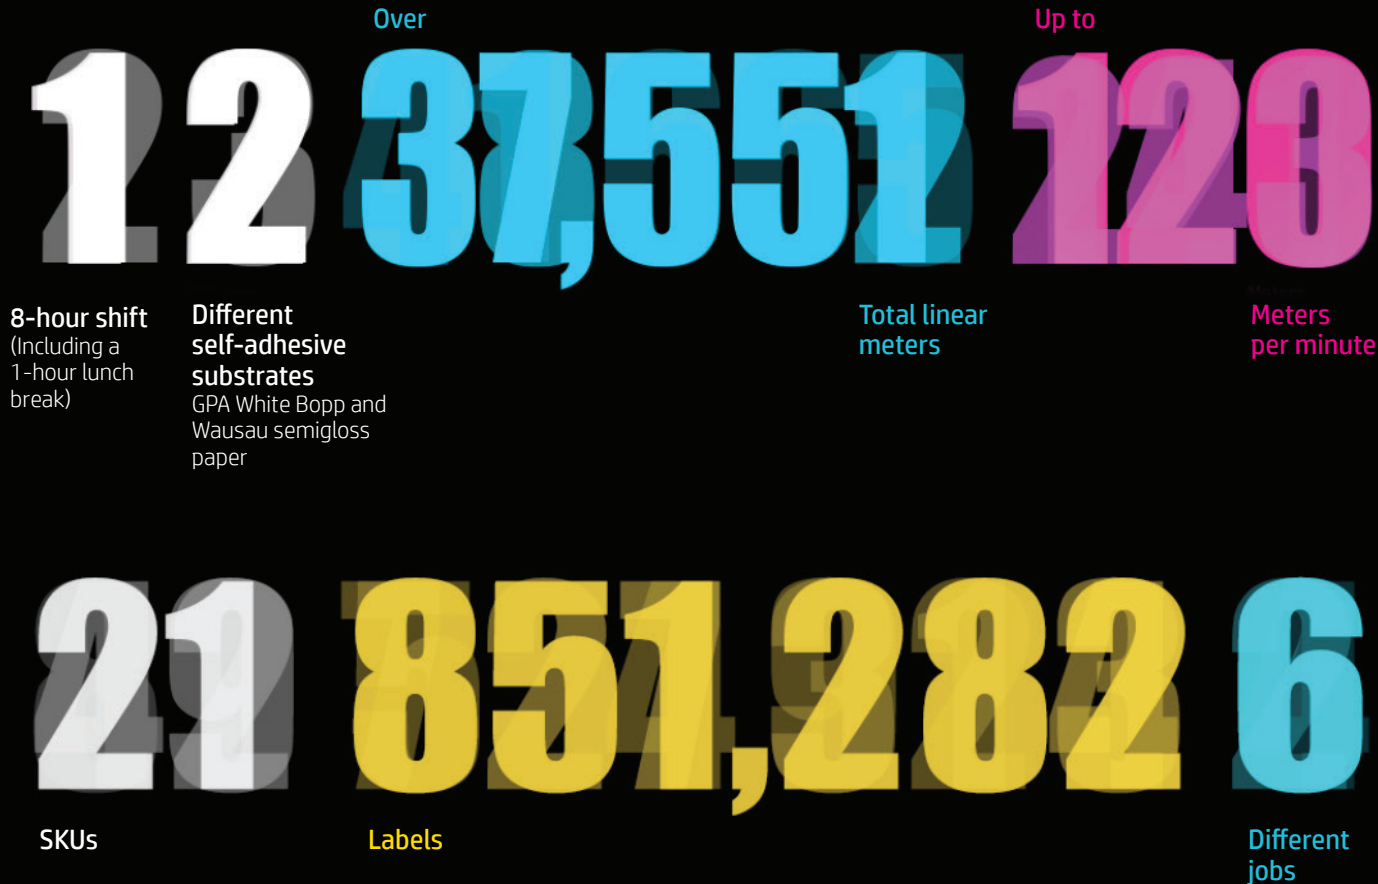 Over
Up to
1
2
37,551
123
8-hour shift
(Including a
1-hour lunch
break)
Different
self-adhesive
substrates
GPA White Bopp and
Wausau semigloss
paper
Total linear
meters
Meters
per minute
21
851,282
6
SKUs
Labels
Different
jobs